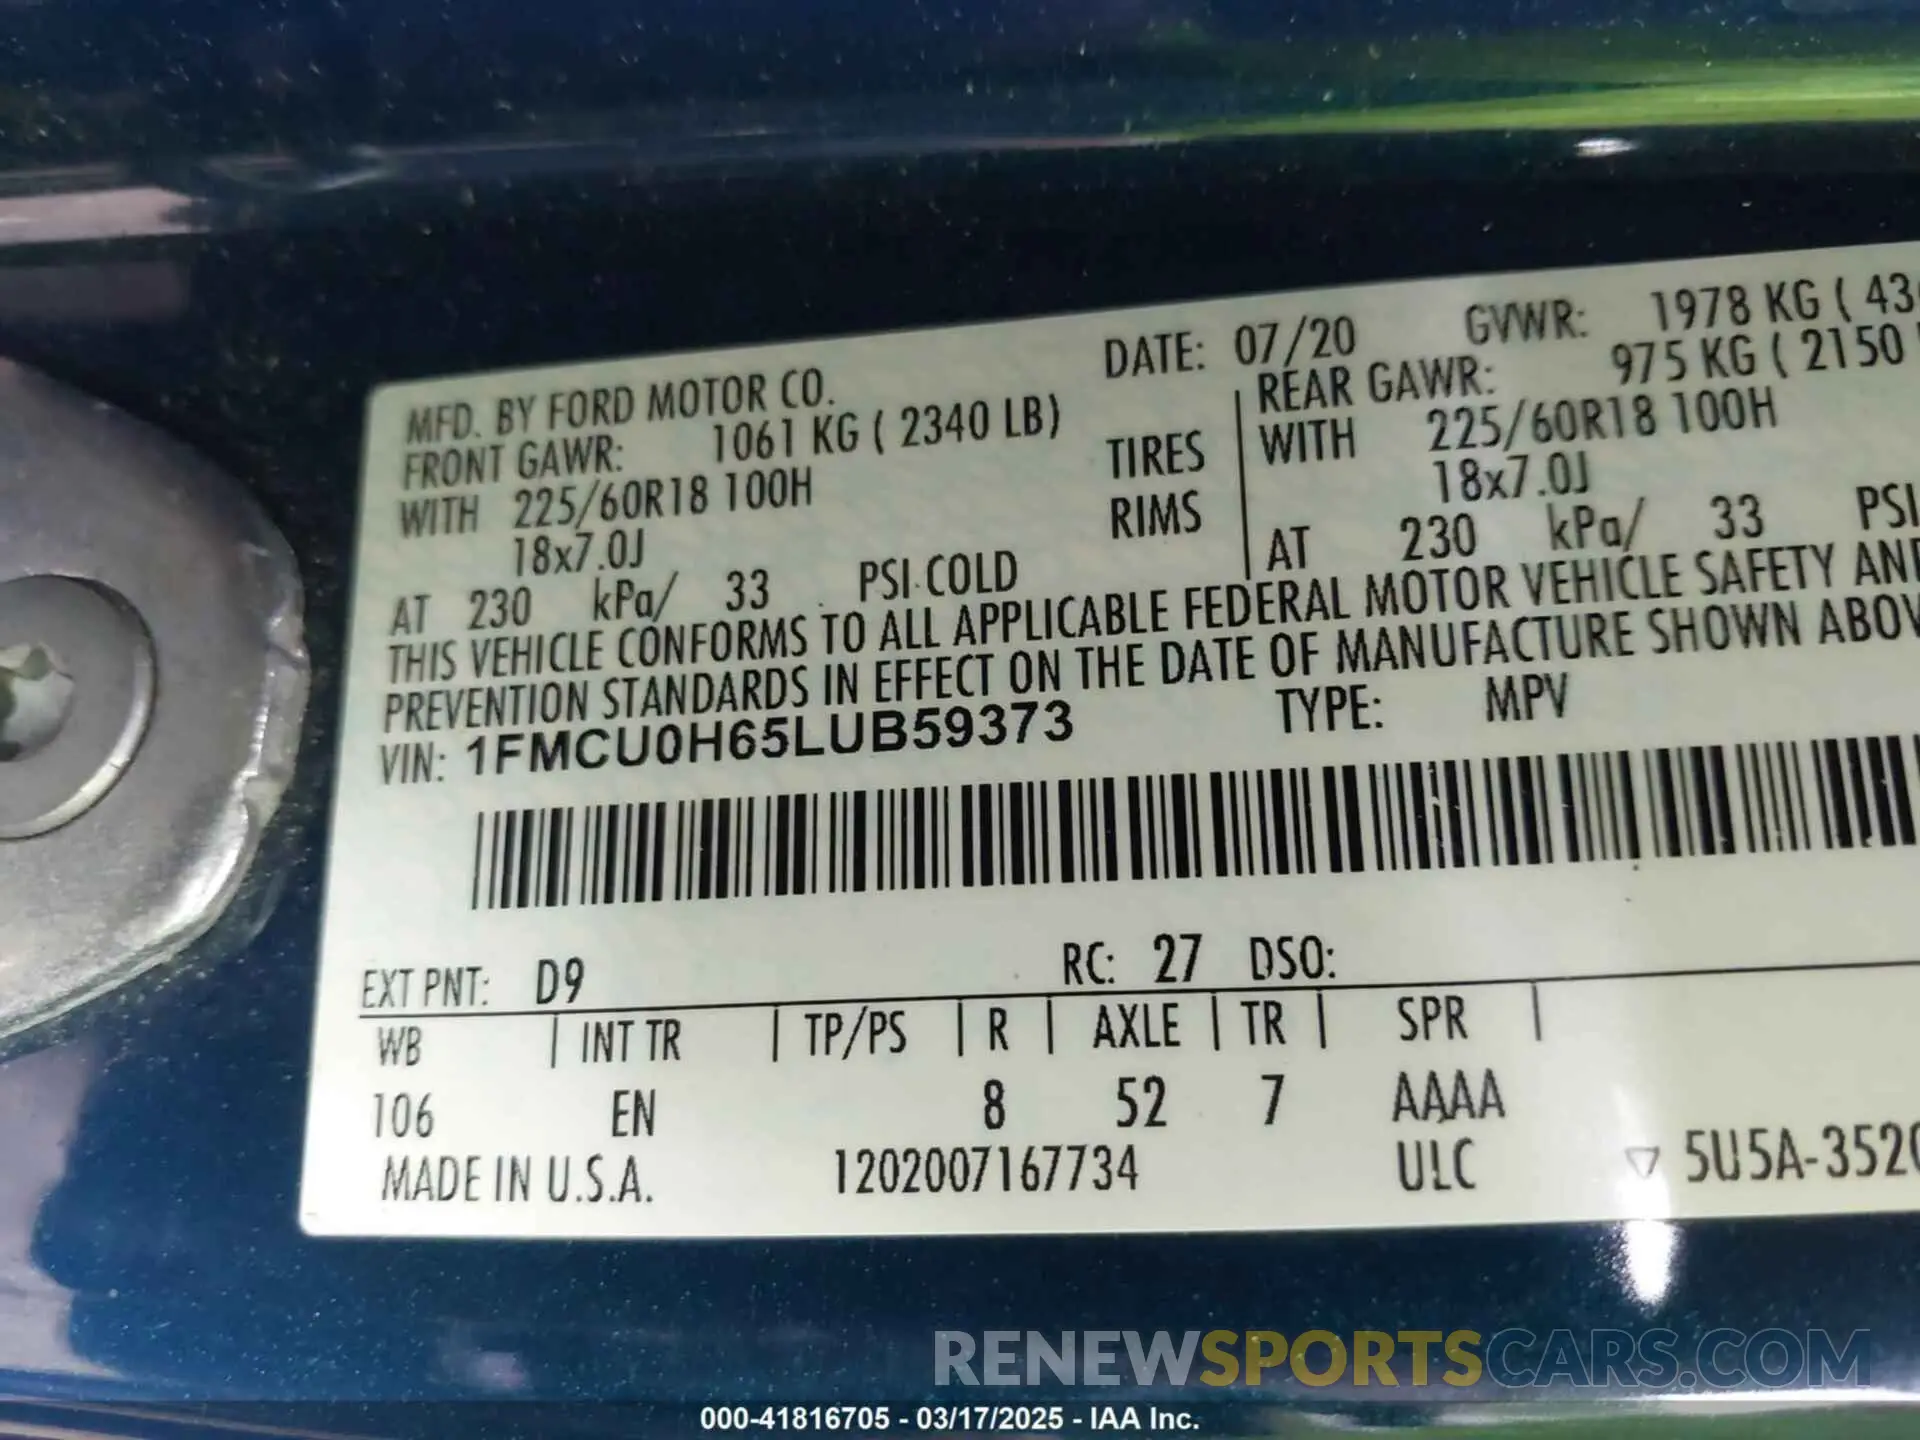 MFD. BY FORD MOTOR CO. DATE: 07/20 GVWR: 1978 KG ( 43
FRONT GAWR: 1061 KG ( 2340 LB) REAR GAWR: 975 KG ( 2150
WITH 225/60R18 100H TIRES WITH 225/60R18 100H
18x7.0J RIMS 18x7.0J
AT 230 kPa/ 33 PSI COLD AT 230 kPa/ 33 PSI
THIS VEHICLE CONFORMS TO ALL APPLICABLE FEDERAL MOTOR VEHICLE SAFETY AND
PREVENTION STANDARDS IN EFFECT ON THE DATE OF MANUFACTURE SHOWN ABOV
VIN: 1FMCU0H65LUB59373 TYPE: MPV
EXT PNT: D9 RC: 27 DSO:
WB | INT TR | TP/PS | R | AXLE | TR | SPR |
106 EN 8 52 7 AAAA
MADE IN U.S.A. 1202007167734 ULC ▽ 5U5A-3520
RENEWSPORTSCARS.COM
000-41816705 - 03/17/2025 - IAA Inc.